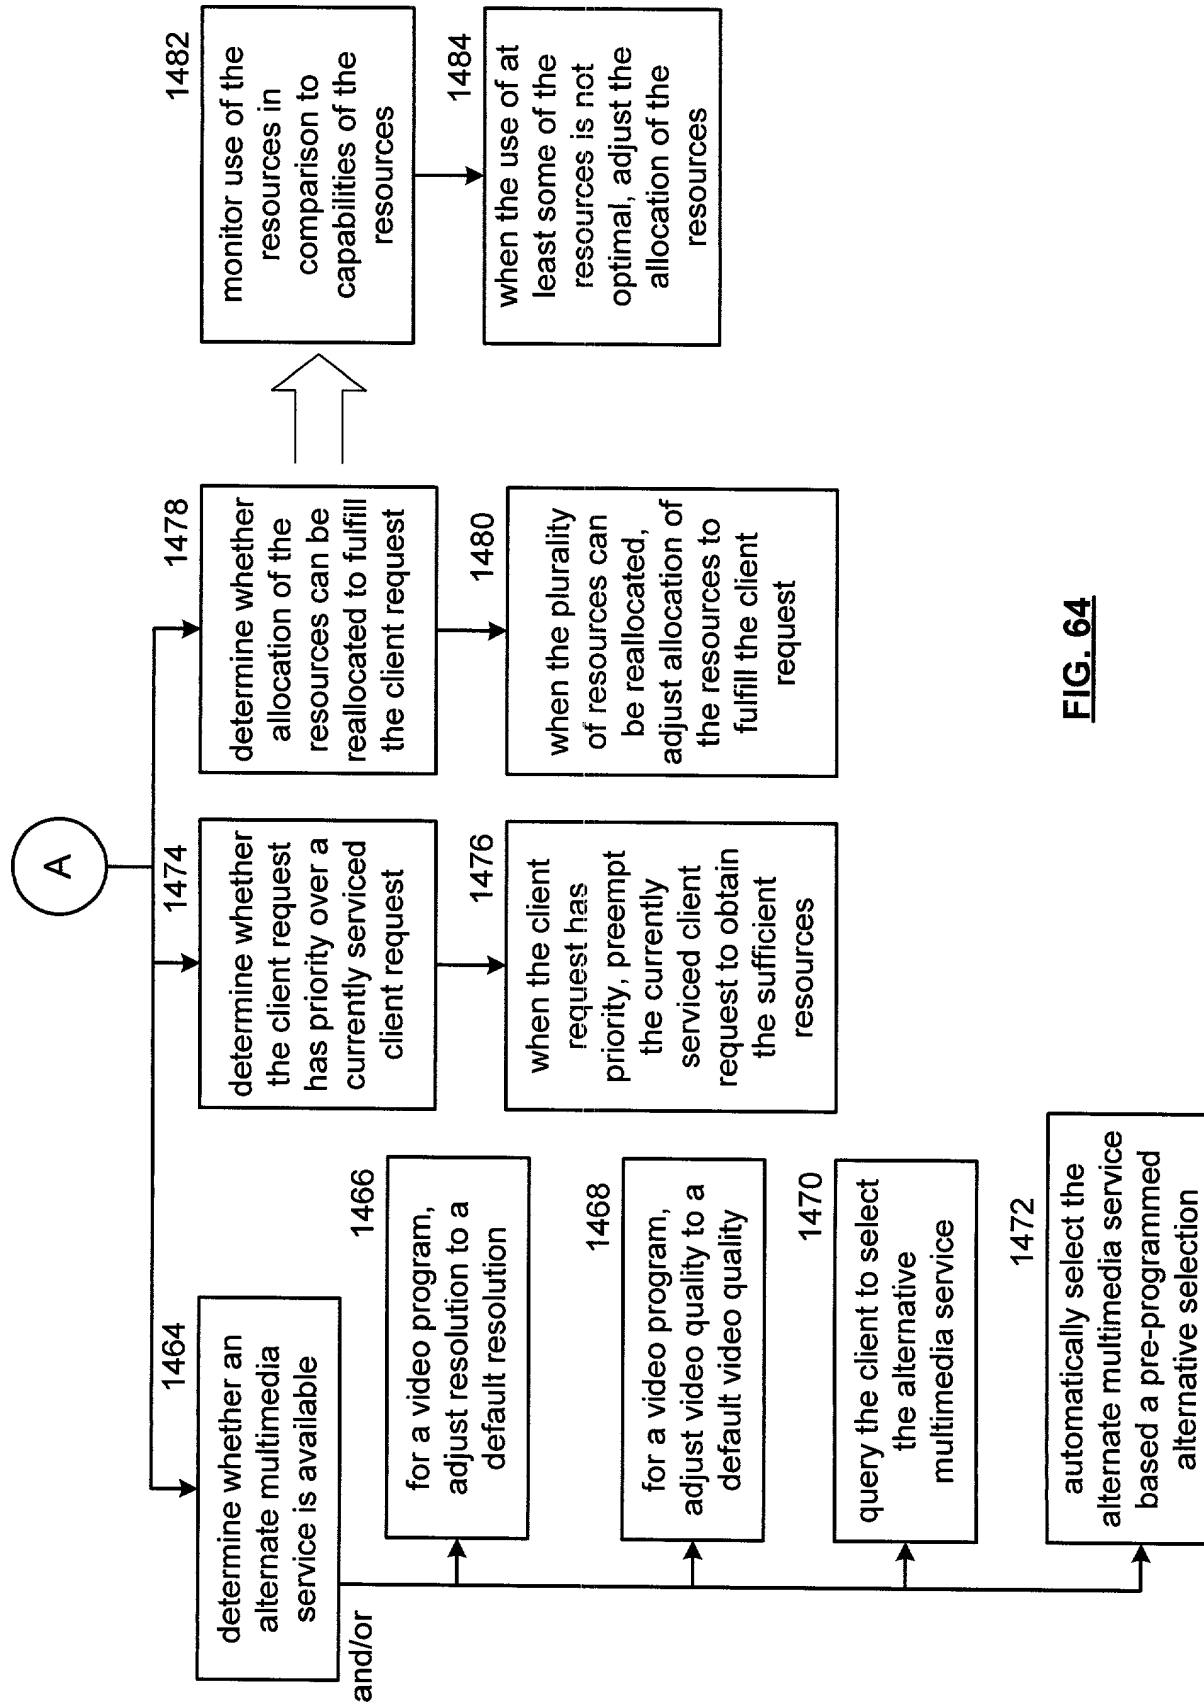 A
1464
determine whether an
alternate multimedia
service is available
and/or
1466
for a video program,
adjust resolution to a
default resolution
1468
for a video program,
adjust video quality to a
default video quality
1470
query the client to select
the alternative
multimedia service
1472
automatically select the
alternate multimedia service
based a pre-programmed
alternative selection
1474
determine whether
the client request
has priority over a
currently serviced
client request
1476
when the client
request has
priority, preempt
the currently
serviced client
request to obtain
the sufficient
resources
1478
determine whether
allocation of the
resources can be
reallocated to fulfill
the client request
1480
when the plurality
of resources can
be reallocated,
adjust allocation of
the resources to
fulfill the client
request
1482
monitor use of the
resources in
comparison to
capabilities of the
resources
1484
when the use of at
least some of the
resources is not
optimal, adjust the
allocation of the
resources
FIG. 64